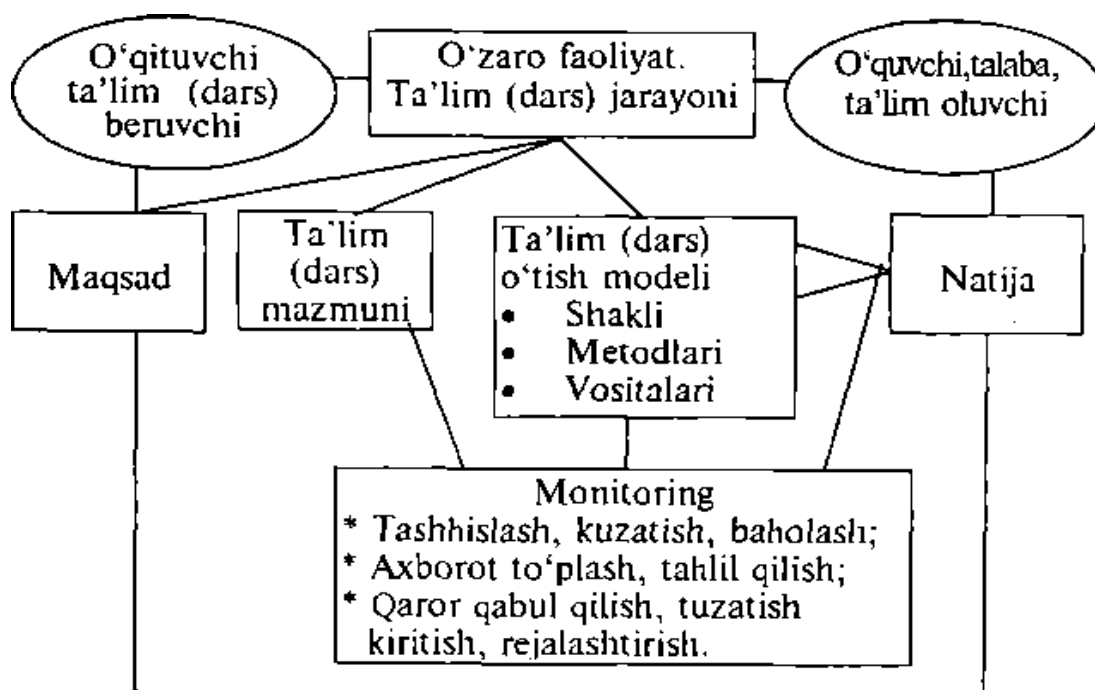 O‘qituvchi
ta’lim (dars)
beruvchi
O‘zaro faoliyat.
Ta’lim (dars) jarayoni
O‘quvchi,talaba,
ta’lim oluvchi
Maqsad
Ta’lim
(dars)
mazmuni
Ta’lim (dars)
o‘tish modeli
• Shakli
• Metodlari
• Vositalari
Natija
Monitoring
* Tashhislash, kuzatish, baholash;
* Axborot to‘plash, tahlil qilish;
* Qaror qabul qilish, tuzatish
kiritish, rejalashtirish.